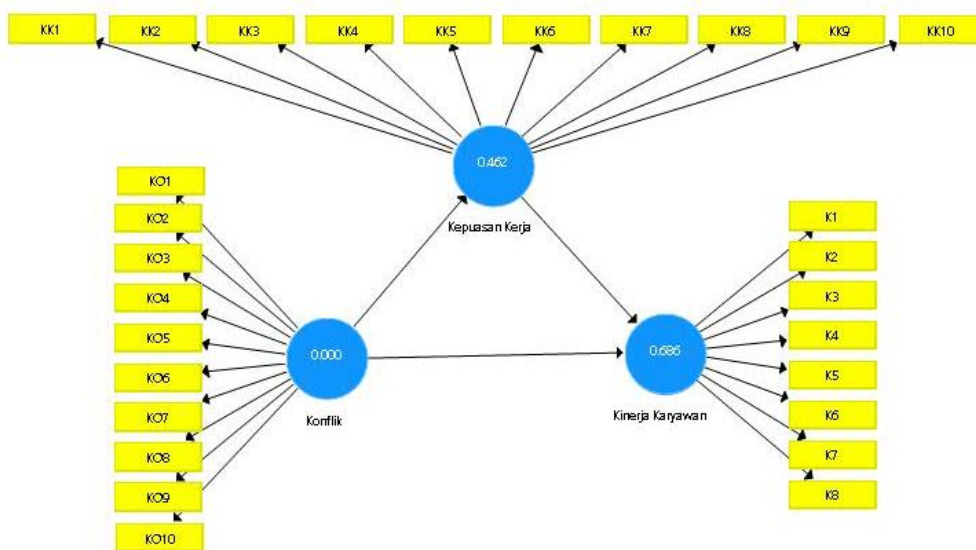 KK1 KK2 KK3 KK4 KK5 KK6 KK7 KK8 KK9 KK10
0.462
Kepuasan Kerja
KO1
KO2
KO3
KO4
KO5
KO6
KO7
KO8
KO9
KO10
0.000
Konflik
0.686
Kinerja Karyawan
K1
K2
K3
K4
K5
K6
K7
K8